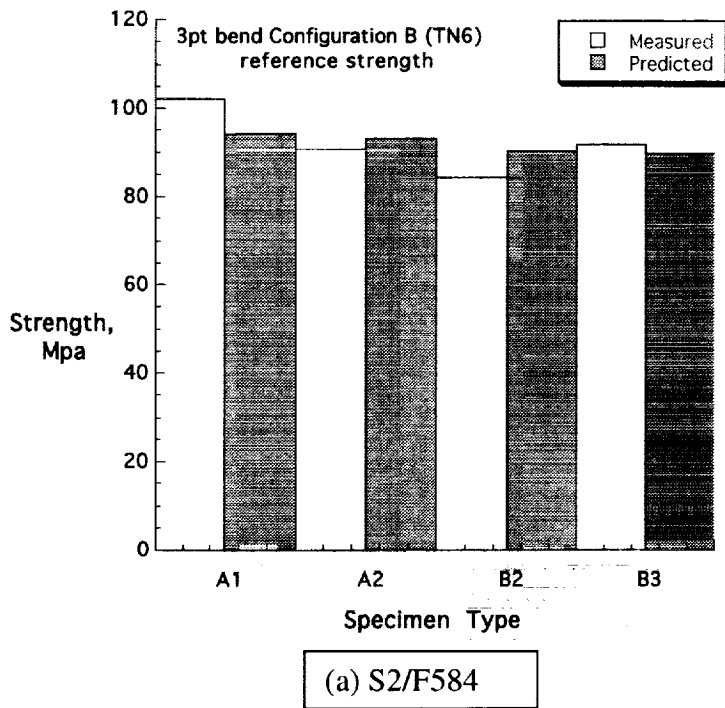 3pt bend Configuration B (TN6)
reference strength
Measured
Predicted
120
100
80
60
40
20
0
Strength,
Mpa
A1
A2
B2
B3
Specimen Type
(a) S2/F584